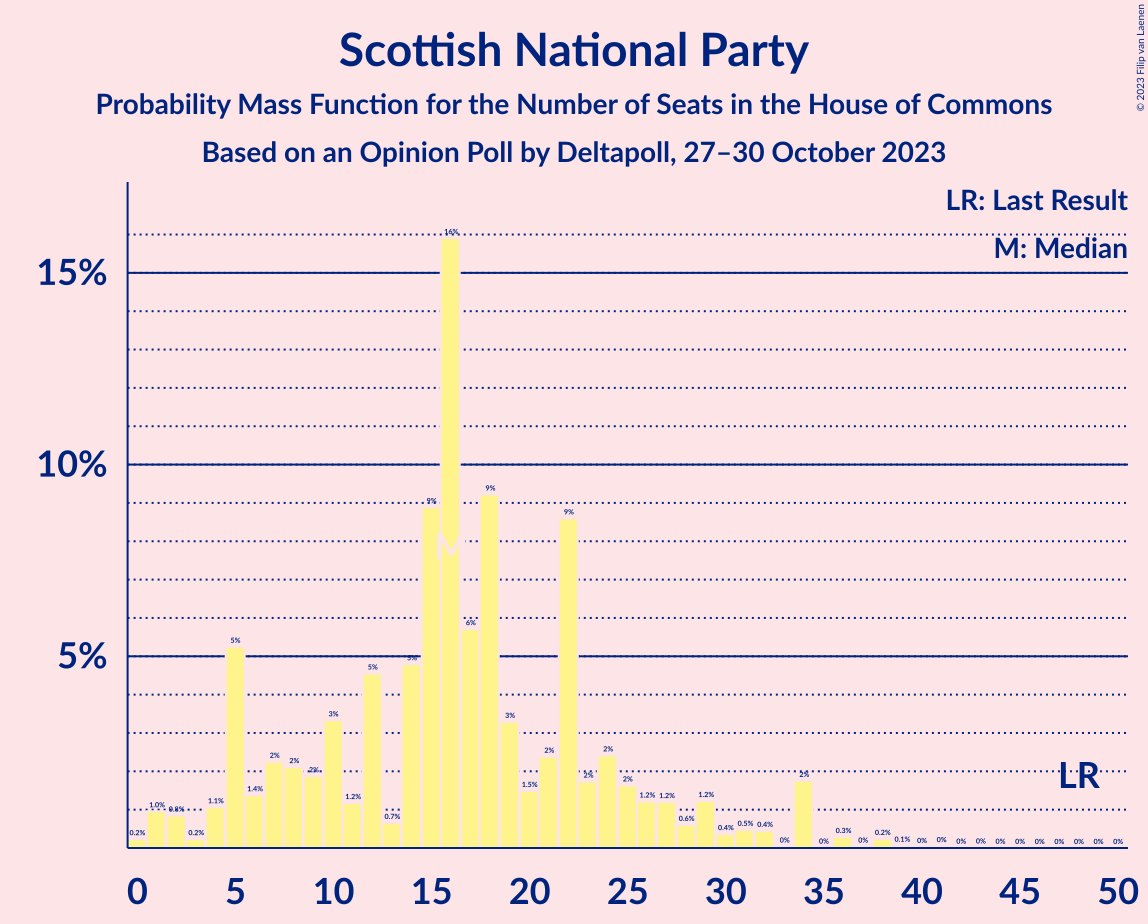 Scottish National Party
Probability Mass Function for the Number of Seats in the House of Commons
Based on an Opinion Poll by Deltapoll, 27–30 October 2023
© 2023 Filip van Laenen
LR: Last Result
M: Median
15%
10%
5%
0.2% 1.0% 0.8% 0.2% 1.1% 5% 1.4% 2% 2% 2% 3% 1.2% 5% 0.7% 5% 9% 16% 6% 9% 3% 1.5% 2% 9% 2% 2% 2% 1.2% 1.2% 0.6% 1.2% 0.4% 0.5% 0.4% 0% 2% 0% 0.3% 0% 0.2% 0.1% 0% 0% 0% 0% 0% 0% 0% 0% 0% 0% 0%
M
LR
0 5 10 15 20 25 30 35 40 45 50